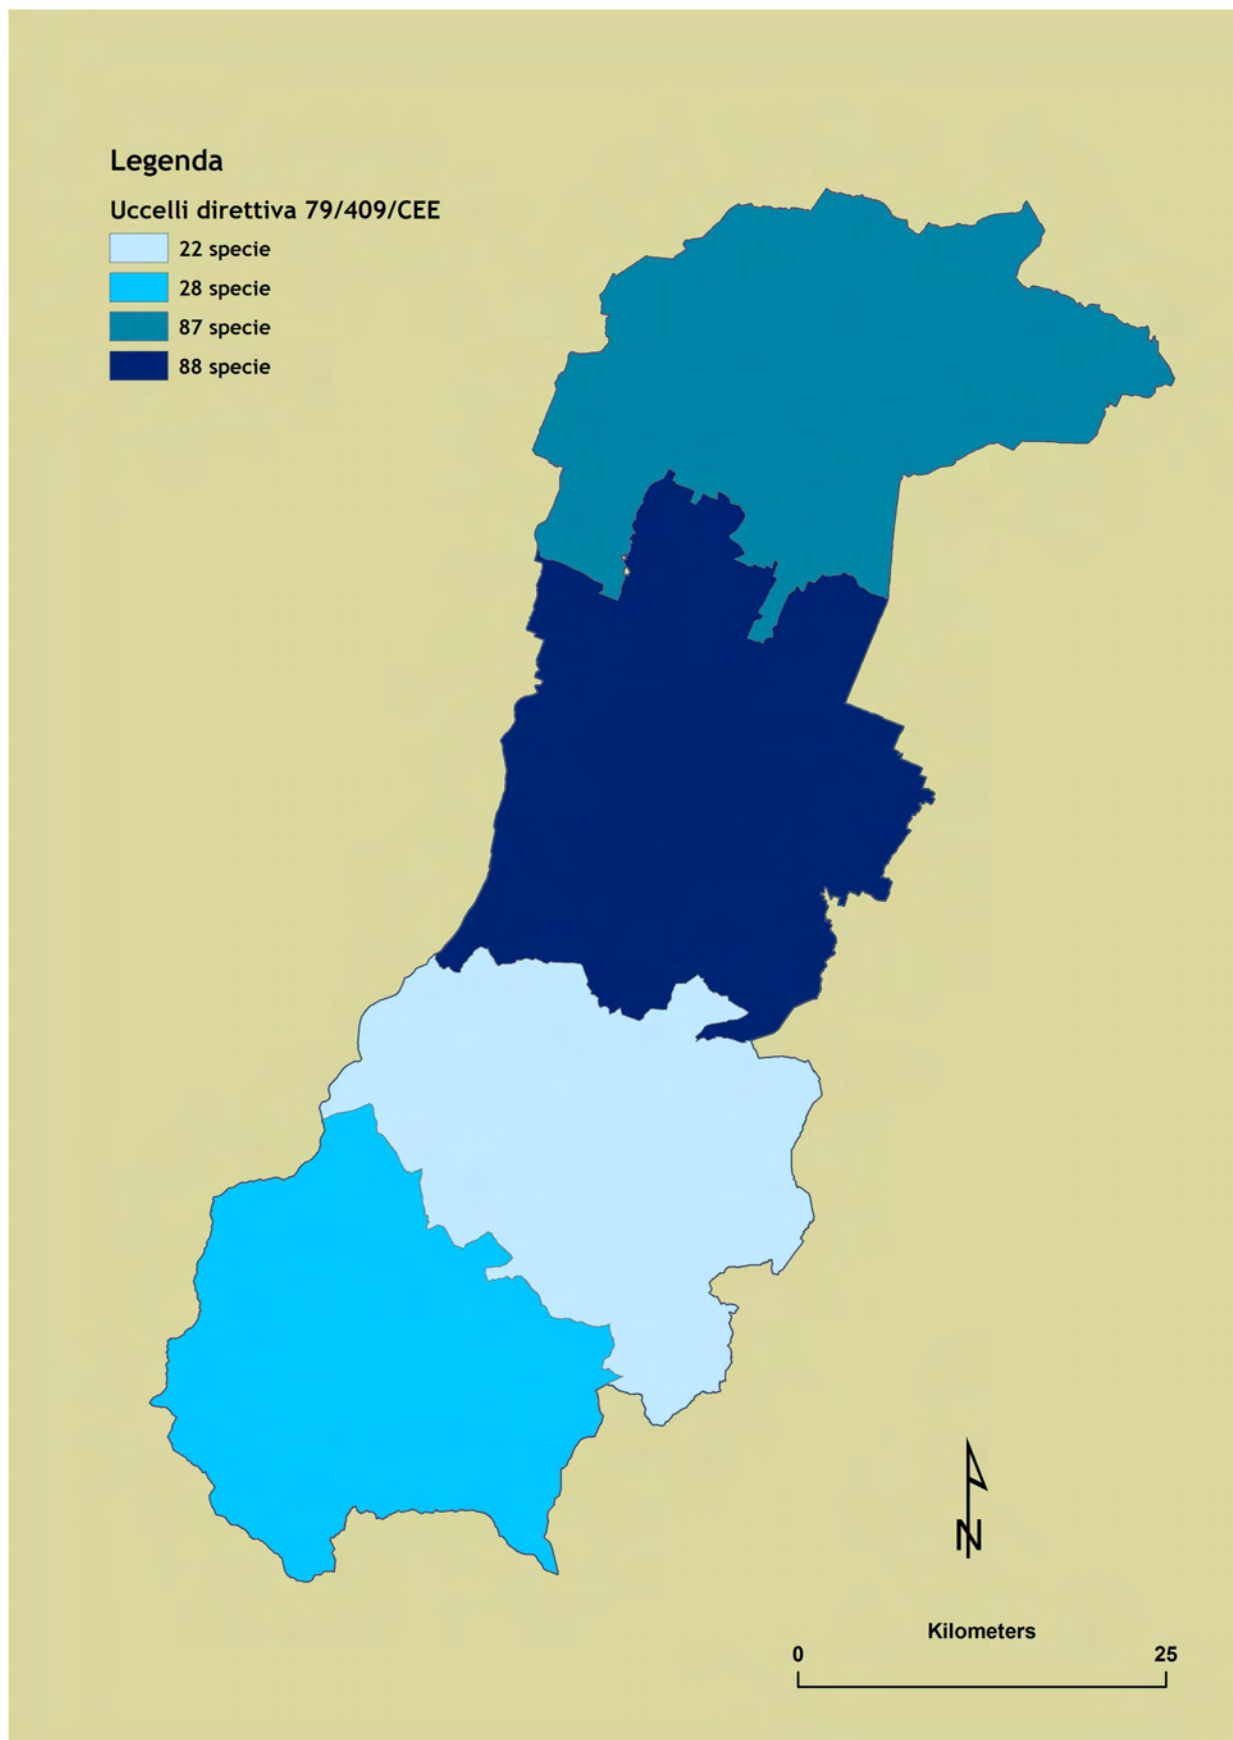 Legenda
Uccelli direttiva 79/409/CEE
22 specie
28 specie
87 specie
88 specie
N
Kilometers
0 25